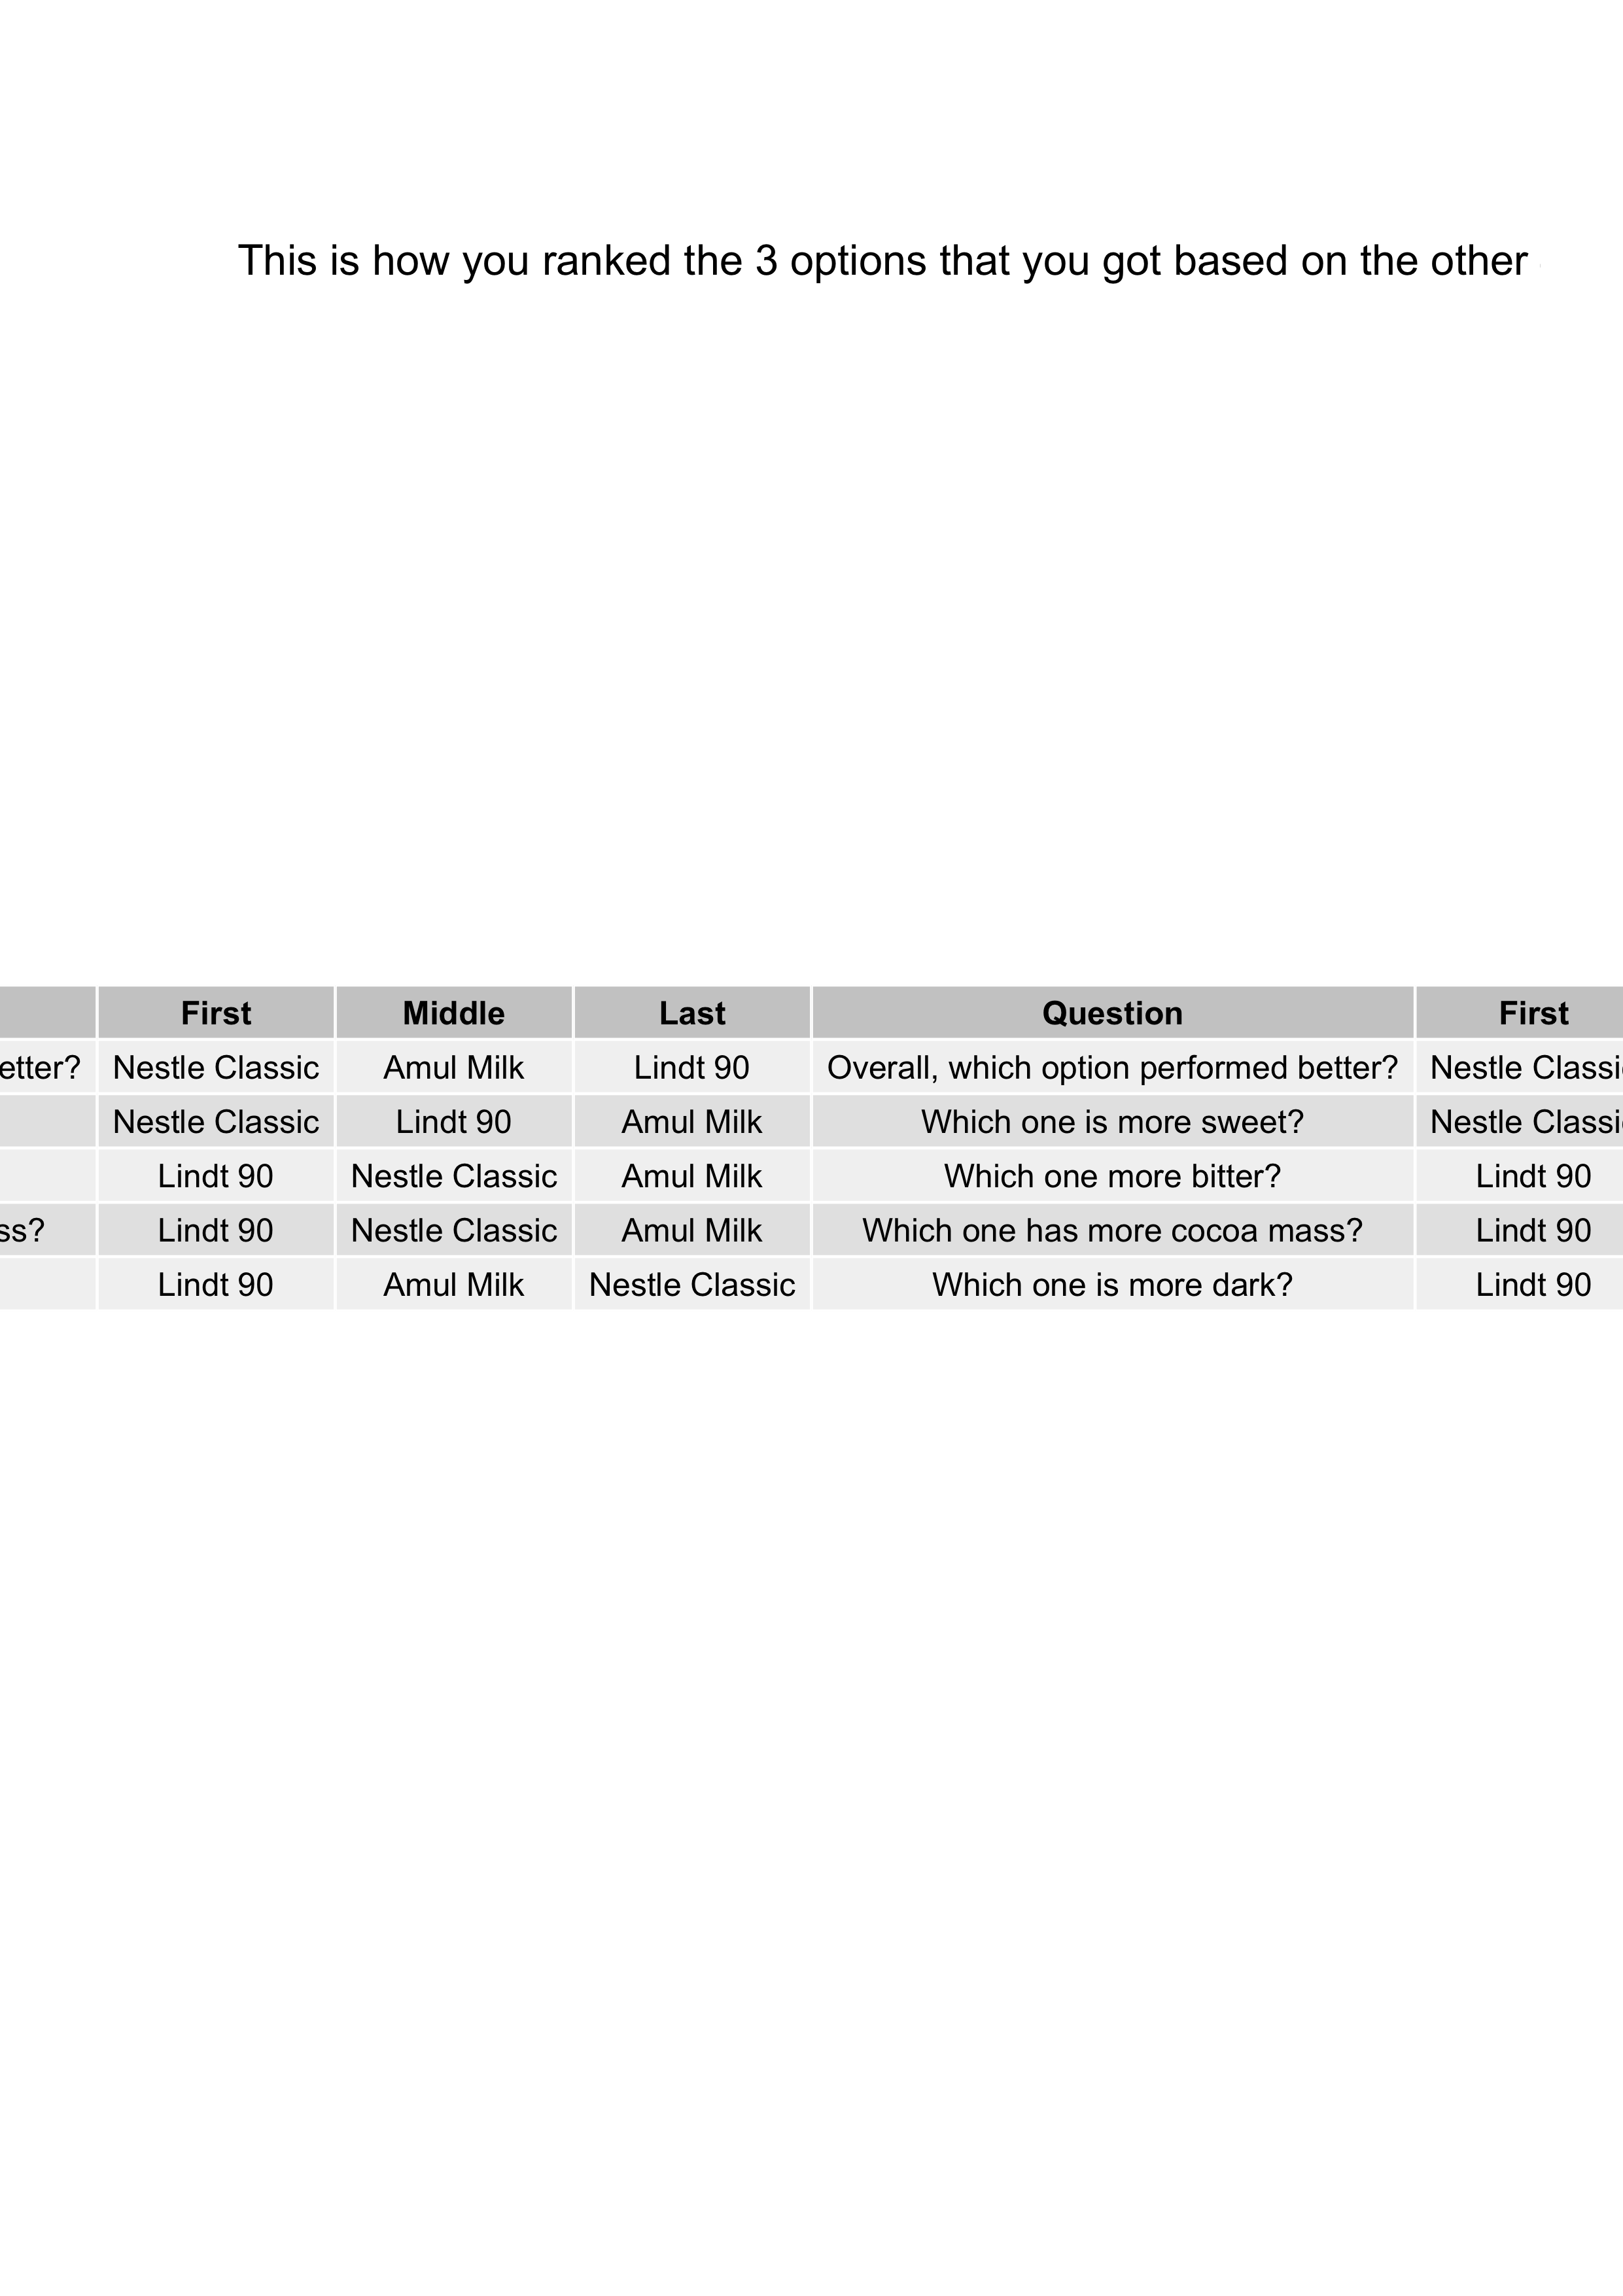 This is how you ranked the 3 options that you got based on the other
First Middle Last Question First
etter? Nestle Classic Amul Milk Lindt 90 Overall, which option performed better? Nestle Classi
Nestle Classic Lindt 90 Amul Milk Which one is more sweet? Nestle Classi
Lindt 90 Nestle Classic Amul Milk Which one more bitter? Lindt 90
ss? Lindt 90 Nestle Classic Amul Milk Which one has more cocoa mass? Lindt 90
Lindt 90 Amul Milk Nestle Classic Which one is more dark? Lindt 90